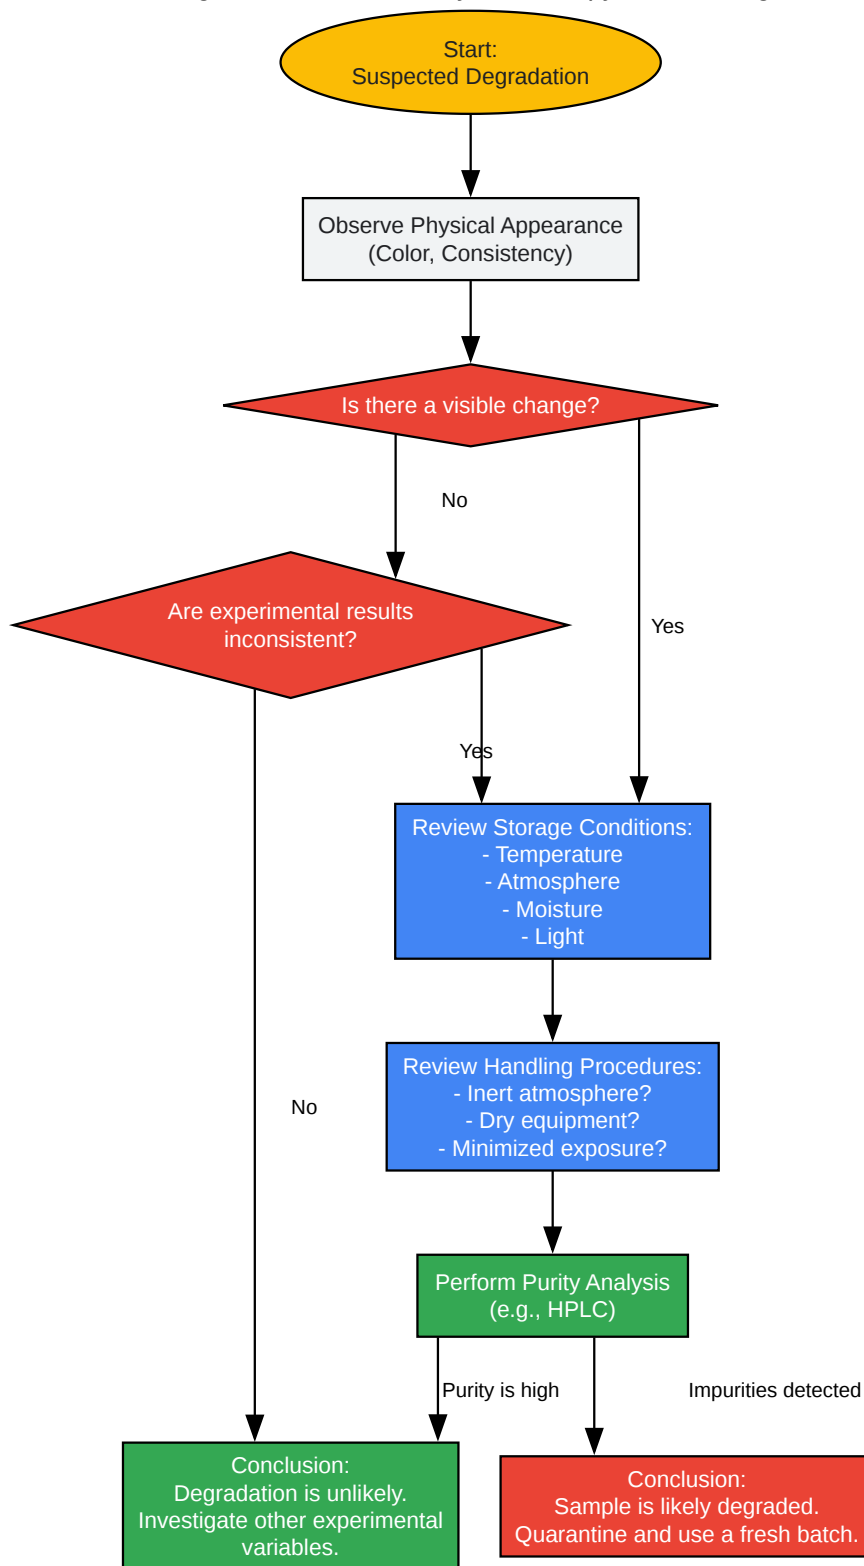 Start:
Suspected Degradation
Observe Physical Appearance
(Color, Consistency)
Is there a visible change?
No
Are experimental results
inconsistent?
Yes
Yes
Review Storage Conditions:
- Temperature
- Atmosphere
- Moisture
- Light
Review Handling Procedures:
- Inert atmosphere?
- Dry equipment?
- Minimized exposure?
No
Perform Purity Analysis
(e.g., HPLC)
Purity is high
Impurities detected
Conclusion:
Degradation is unlikely.
Investigate other experimental
variables.
Conclusion:
Sample is likely degraded.
Quarantine and use a fresh batch.